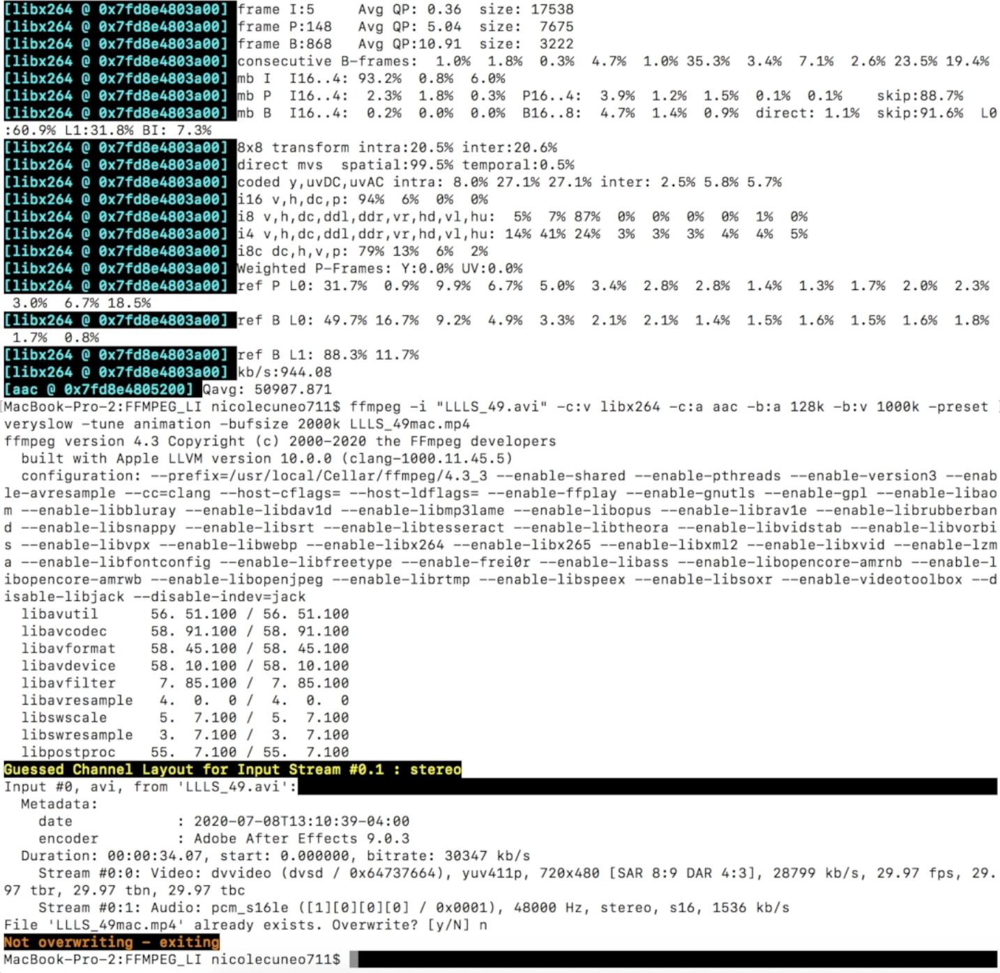 [libx264 @ 0x7fd8e4803a00] frame I:5     Avg QP: 0.36  size: 17538
[libx264 @ 0x7fd8e4803a00] frame P:148   Avg QP: 5.04  size:  7675
[libx264 @ 0x7fd8e4803a00] frame B:868   Avg QP:10.91  size:  3222
[libx264 @ 0x7fd8e4803a00] consecutive B-frames:  1.0%  1.8%  0.3%  4.7%  1.0% 35.3%  3.4%  7.1%  2.6% 23.5% 19.4%
[libx264 @ 0x7fd8e4803a00] mb I  I16..4: 93.2%  0.8%  6.0%
[libx264 @ 0x7fd8e4803a00] mb P  I16..4:  2.3%  1.8%  0.3%  P16..4:  3.9%  1.2%  1.5%  0.1%  0.1%    skip:88.7%
[libx264 @ 0x7fd8e4803a00] mb B  I16..4:  0.2%  0.0%  0.0%  B16..8:  4.7%  1.4%  0.9%  direct: 1.1%  skip:91.6%  L0
:60.9% L1:31.8% BI: 7.3%
[libx264 @ 0x7fd8e4803a00] 8x8 transform intra:20.5% inter:20.6%
[libx264 @ 0x7fd8e4803a00] direct mvs  spatial:99.5% temporal:0.5%
[libx264 @ 0x7fd8e4803a00] coded y,uvDC,uvAC intra: 8.0% 27.1% 27.1% inter: 2.5% 5.8% 5.7%
[libx264 @ 0x7fd8e4803a00] i16 v,h,dc,p: 94%  6%  0%  0%
[libx264 @ 0x7fd8e4803a00] i8 v,h,dc,ddl,ddr,vr,hd,vl,hu:  5%  7% 87%  0%  0%  0%  0%  1%  0%
[libx264 @ 0x7fd8e4803a00] i4 v,h,dc,ddl,ddr,vr,hd,vl,hu: 14% 41% 24%  3%  3%  3%  4%  4%  5%
[libx264 @ 0x7fd8e4803a00] i8c dc,h,v,p: 79% 13%  6%  2%
[libx264 @ 0x7fd8e4803a00] Weighted P-Frames: Y:0.0% UV:0.0%
[libx264 @ 0x7fd8e4803a00] ref P L0: 31.7%  0.9%  9.9%  6.7%  5.0%  3.4%  2.8%  2.8%  1.4%  1.3%  1.7%  2.0%  2.3%
 3.0%  6.7% 18.5%
[libx264 @ 0x7fd8e4803a00] ref B L0: 49.7% 16.7%  9.2%  4.9%  3.3%  2.1%  2.1%  1.4%  1.5%  1.6%  1.5%  1.6%  1.8%
 1.7%  0.8%
[libx264 @ 0x7fd8e4803a00] ref B L1: 88.3% 11.7%
[libx264 @ 0x7fd8e4803a00] kb/s:944.08
[aac @ 0x7fd8e4805200] Qavg: 50907.871
[MacBook-Pro-2:FFMPEG_LI nicolecuneo711$ ffmpeg -i "LLLS_49.avi" -c:v libx264 -c:a aac -b:a 128k -b:v 1000k -preset ]
veryslow -tune animation -bufsize 2000k LLLS_49mac.mp4
ffmpeg version 4.3 Copyright (c) 2000-2020 the FFmpeg developers
  built with Apple LLVM version 10.0.0 (clang-1000.11.45.5)
  configuration: --prefix=/usr/local/Cellar/ffmpeg/4.3_3 --enable-shared --enable-pthreads --enable-version3 --enab
le-avresample --cc=clang --host-cflags= --host-ldflags= --enable-ffplay --enable-gnutls --enable-gpl --enable-libao
m --enable-libbluray --enable-libdav1d --enable-libmp3lame --enable-libopus --enable-librav1e --enable-librubberban
d --enable-libsnappy --enable-libsrt --enable-libtesseract --enable-libtheora --enable-libvidstab --enable-libvorbi
s --enable-libvpx --enable-libwebp --enable-libx264 --enable-libx265 --enable-libxml2 --enable-libxvid --enable-lzm
a --enable-libfontconfig --enable-libfreetype --enable-frei0r --enable-libass --enable-libopencore-amrnb --enable-l
ibopencore-amrwb --enable-libopenjpeg --enable-librtmp --enable-libspeex --enable-libsoxr --enable-videotoolbox --d
isable-libjack --disable-indev=jack
  libavutil      56. 51.100 / 56. 51.100
  libavcodec     58. 91.100 / 58. 91.100
  libavformat    58. 45.100 / 58. 45.100
  libavdevice    58. 10.100 / 58. 10.100
  libavfilter     7. 85.100 /  7. 85.100
  libavresample   4.  0.  0 /  4.  0.  0
  libswscale      5.  7.100 /  5.  7.100
  libswresample   3.  7.100 /  3.  7.100
  libpostproc    55.  7.100 / 55.  7.100
Guessed Channel Layout for Input Stream #0.1 : stereo
Input #0, avi, from 'LLLS_49.avi':
  Metadata:
    date            : 2020-07-08T13:10:39-04:00
    encoder         : Adobe After Effects 9.0.3
  Duration: 00:00:34.07, start: 0.000000, bitrate: 30347 kb/s
    Stream #0:0: Video: dvvideo (dvsd / 0x64737664), yuv411p, 720x480 [SAR 8:9 DAR 4:3], 28799 kb/s, 29.97 fps, 29.
97 tbr, 29.97 tbn, 29.97 tbc
    Stream #0:1: Audio: pcm_s16le ([1][0][0][0] / 0x0001), 48000 Hz, stereo, s16, 1536 kb/s
File 'LLLS_49mac.mp4' already exists. Overwrite? [y/N] n
Not overwriting - exiting
MacBook-Pro-2:FFMPEG_LI nicolecuneo711$